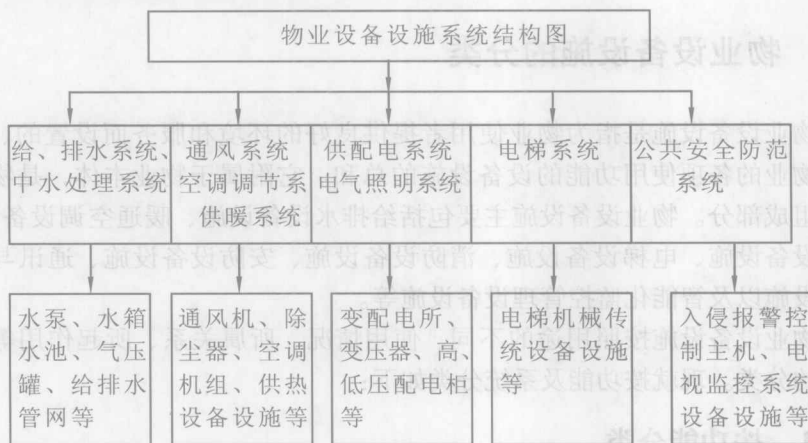 物业设备设施系统结构图
给、排水系统、
中水处理系统
通风系统
空调调节系
供暖系统
供配电系统
电气照明系统
电梯系统
公共安全防范
系统
水泵、水箱
水池、气压
罐、给排水
管网等
通风机、除
尘器、空调
机组、供热
设备设施等
变配电所、
变压器、高、
低压配电柜
等
电梯机械传
统设备设施
等
入侵报警控
制主机、电
视监控系统
设备设施等